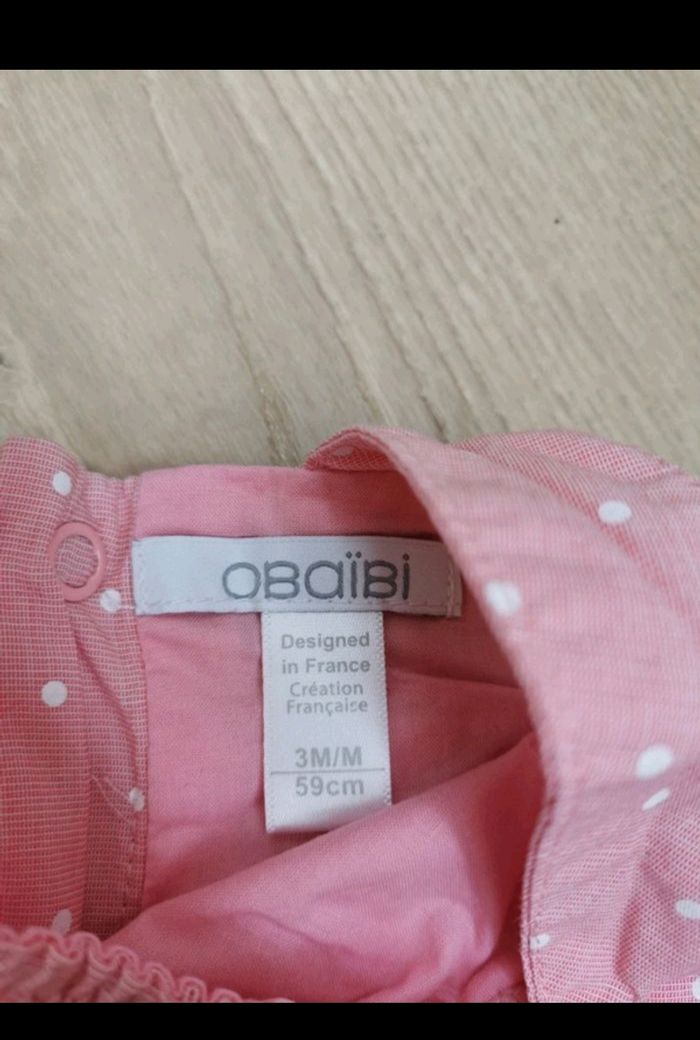 OBAÏBI
Designed
in France
Création
Française
3M/M
59cm